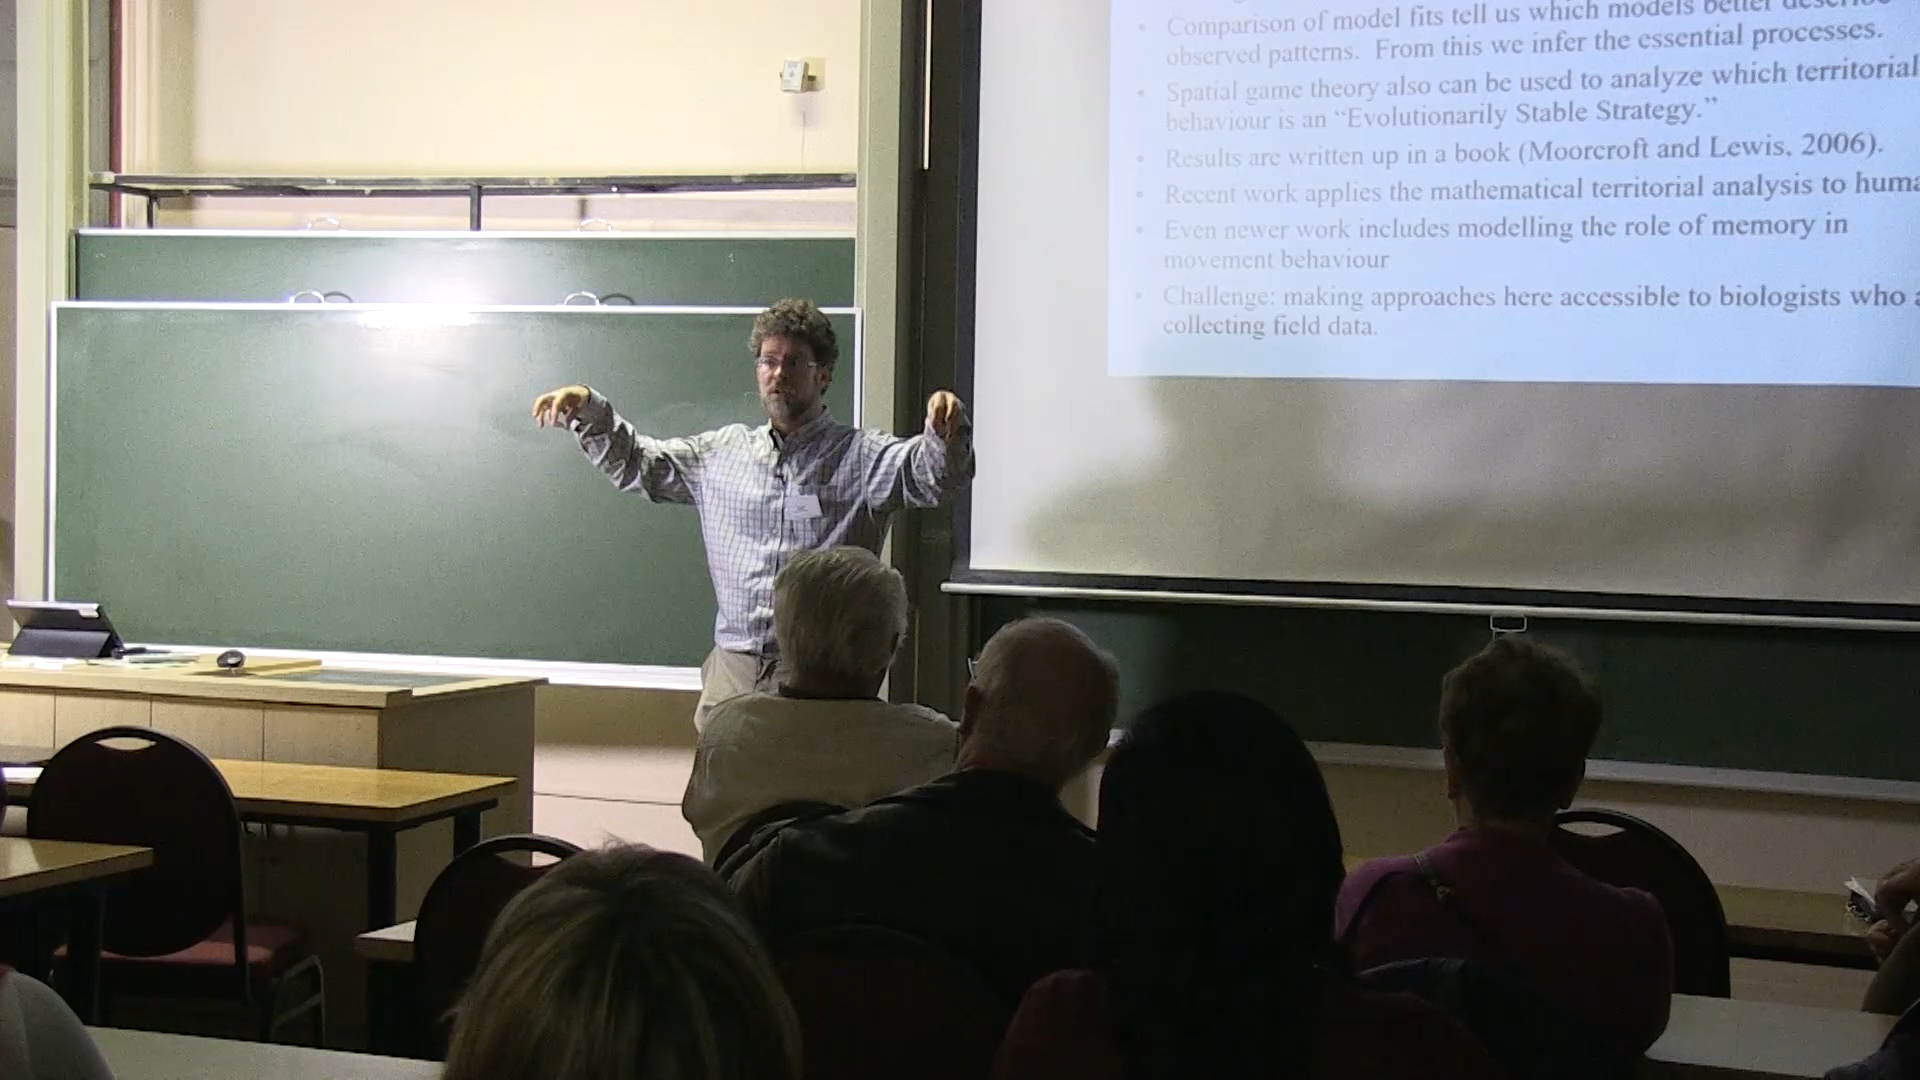 • Comparison of model fits tell us which models better describe
observed patterns. From this we infer the essential processes.
• Spatial game theory also can be used to analyze which territorial
behaviour is an “Evolutionarily Stable Strategy.”
• Results are written up in a book (Moorcroft and Lewis, 2006).
• Recent work applies the mathematical territorial analysis to huma
• Even newer work includes modelling the role of memory in
movement behaviour
• Challenge: making approaches here accessible to biologists who a
collecting field data.